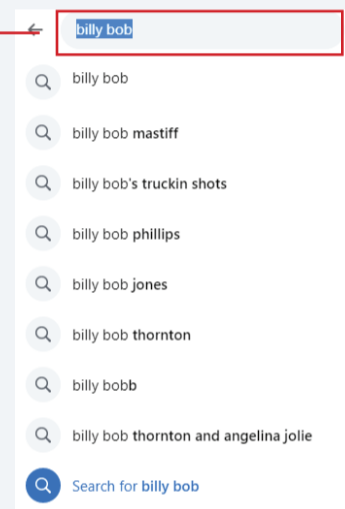 billy bob
billy bob
billy bob mastiff
billy bob's truckin shots
billy bob phillips
billy bob jones
billy bob thornton
billy bobb
billy bob thornton and angelina jolie
Search for billy bob